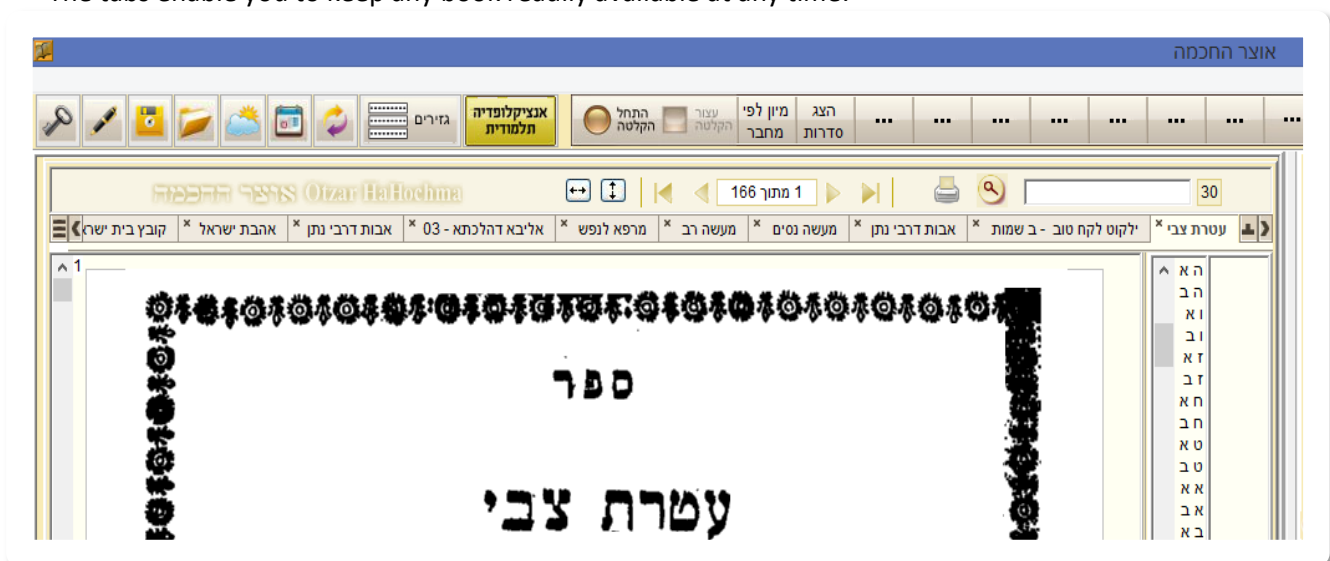 The tabs enable you to keep any book readily available at any time.
אוצר החכמה
... ... ... ... ... ... ... ... הצג סדרות מיון לפי מחבר עצור הקלטה התחל הקלטה אנציקלופדיה תלמודית גזירים
30 1 מתוך 166 Otzar HaHochma אוצר החכמה
עטרת צבי × ילקוט לקח טוב - ב שמות × אבות דרבי נתן × מעשה נסים × מעשה רב × מרפא לנפש × אליבא דהלכתא - 03 × אבות דרבי נתן × אהבת ישראל × קובץ בית ישרא
1
ה א
ה ב
ו א
ו ב
ז א
ז ב
ח א
ח ב
ט א
ט ב
א א
א ב
ב א
ספר
עטרת צבי